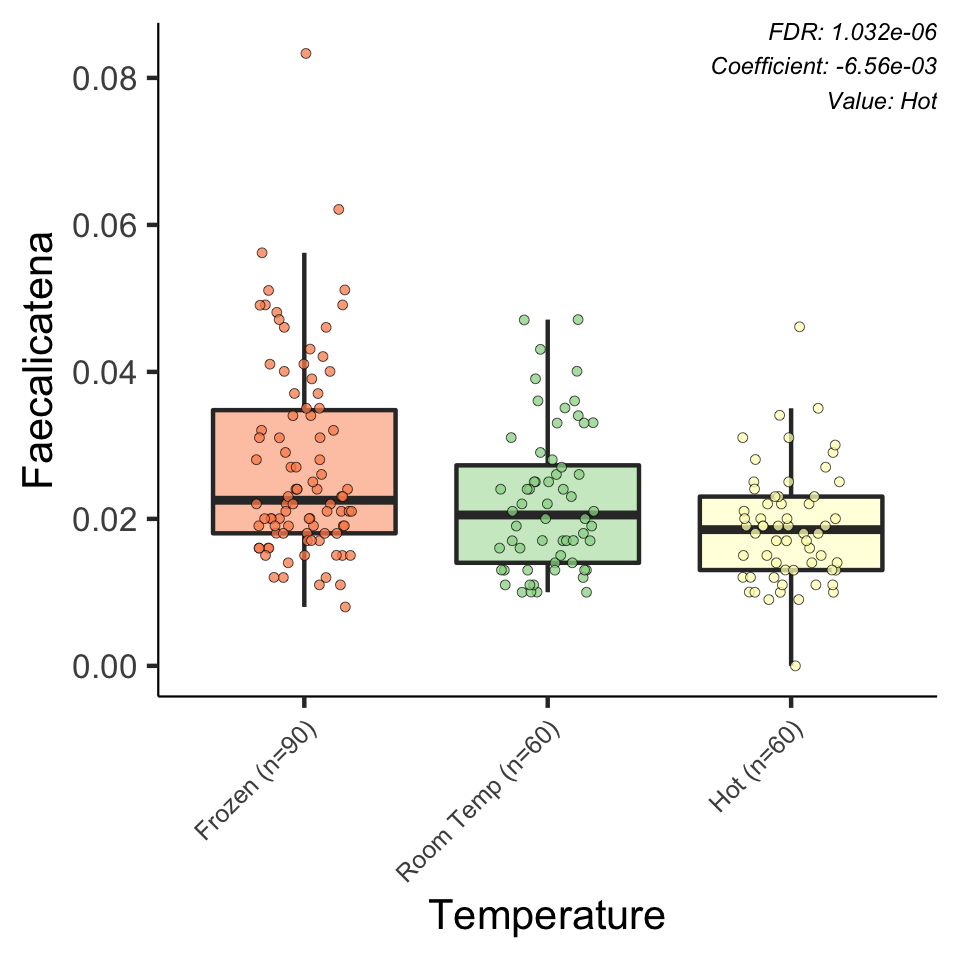 FDR: 1.032e-06
Coefficient: -6.56e-03
Value: Hot
Faecalicatena
0.08
0.06
0.04
0.02
0.00
Frozen (n=90)
Room Temp (n=60)
Hot (n=60)
Temperature